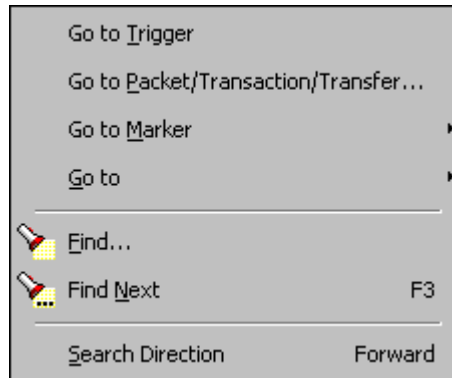 Go to Trigger
Go to Packet/Transaction/Transfer...
Go to Marker
Go to
Find...
Find Next F3
Search Direction Forward